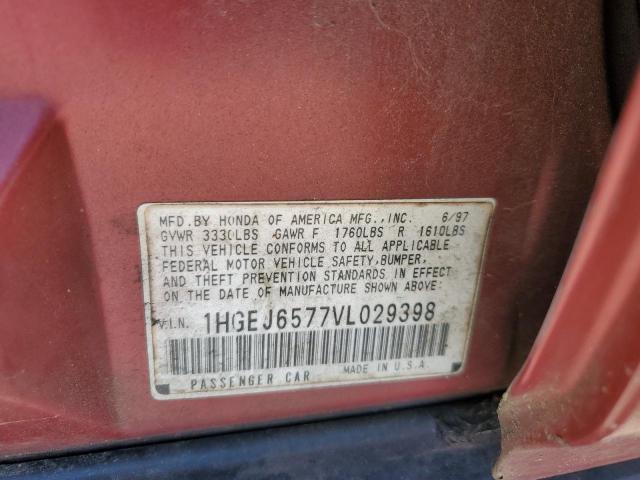 MFD.BY HONDA OF AMERICA MFG.,INC. 6/97
GVWR 3330LBS GAWR F 1760LBS R 1610LBS
THIS VEHICLE CONFORMS TO ALL APPLICABLE
FEDERAL MOTOR VEHICLE SAFETY,BUMPER,
AND THEFT PREVENTION STANDARDS IN EFFECT
ON THE DATE OF MANUFACTURE SHOWN ABOVE.
V.I.N. 1HGEJ6577VL029398
PASSENGER CAR MADE IN U.S.A.